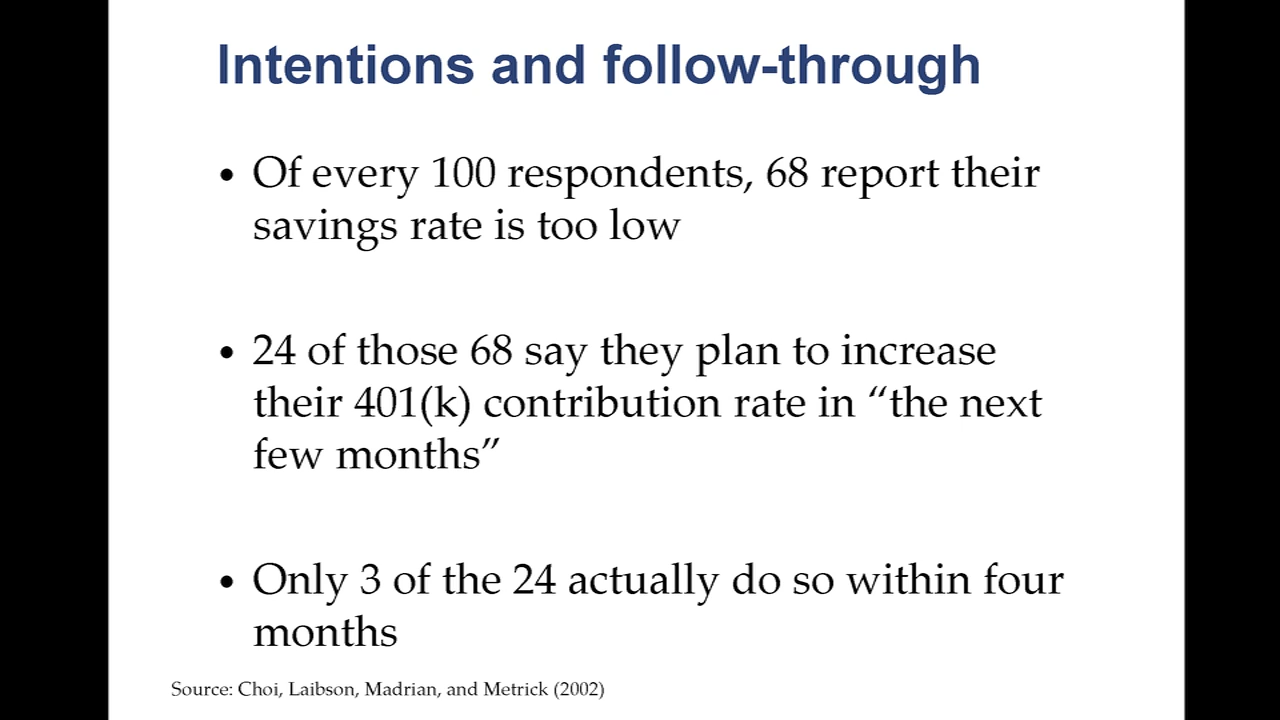 Intentions and follow-through
• Of every 100 respondents, 68 report their
savings rate is too low
• 24 of those 68 say they plan to increase
their 401(k) contribution rate in “the next
few months”
• Only 3 of the 24 actually do so within four
months
Source: Choi, Laibson, Madrian, and Metrick (2002)